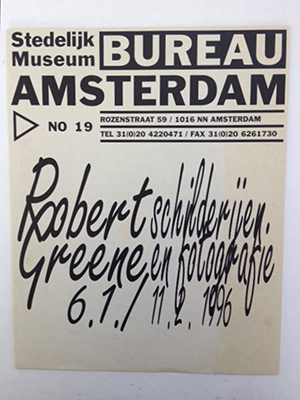 Stedelijk
Museum BUREAU
AMSTERDAM
NO 19
ROZENSTRAAT 59 / 1016 NN AMSTERDAM
TEL 31(0)20 4220471 / FAX 31(0)20 6261730
Robert schilderijen
Greene en fotografie
6.1./ 11.2.1996